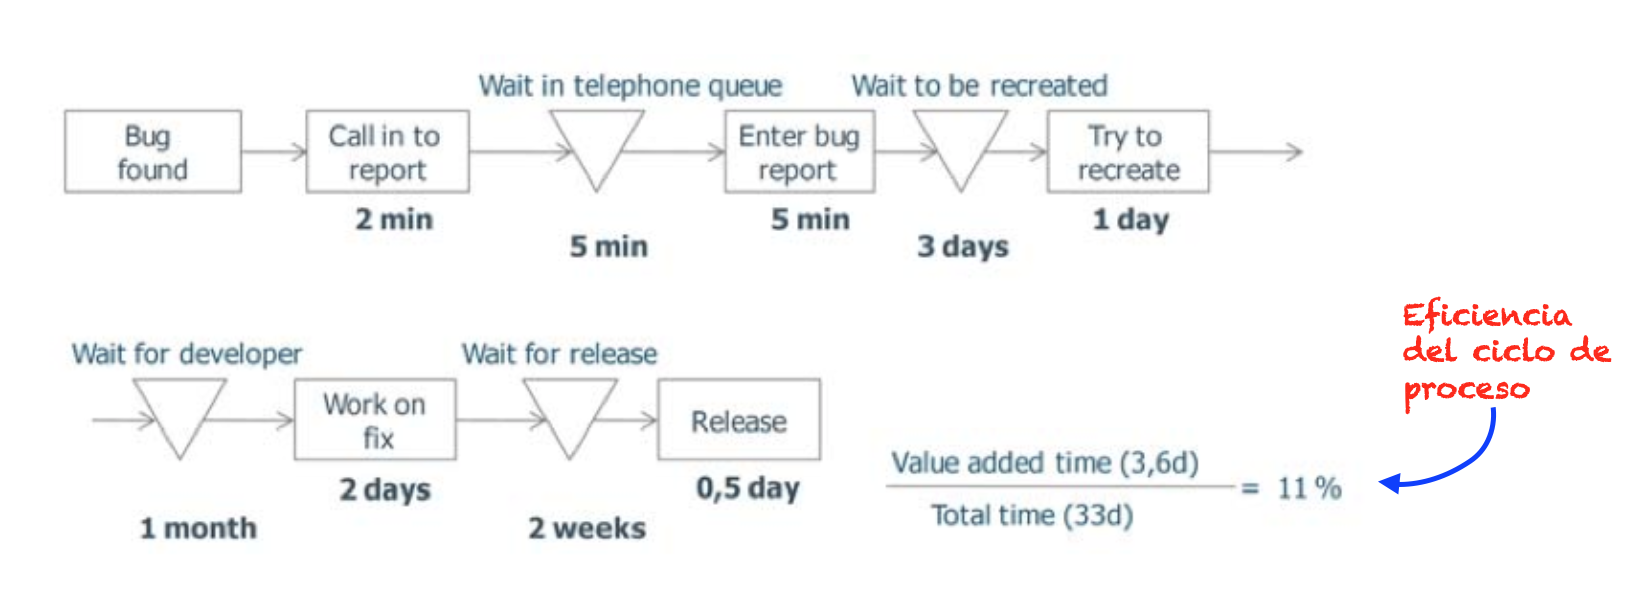 Wait in telephone queue
Wait to be recreated
Bug
found
Call in to
report
Enter bug
report
Try to
recreate
2 min
5 min
5 min
3 days
1 day
Wait for developer
Wait for release
Work on
fix
Release
1 month
2 days
2 weeks
0,5 day
Value added time (3,6d)
Total time (33d)
= 11 %
Eficiencia
del ciclo de
proceso